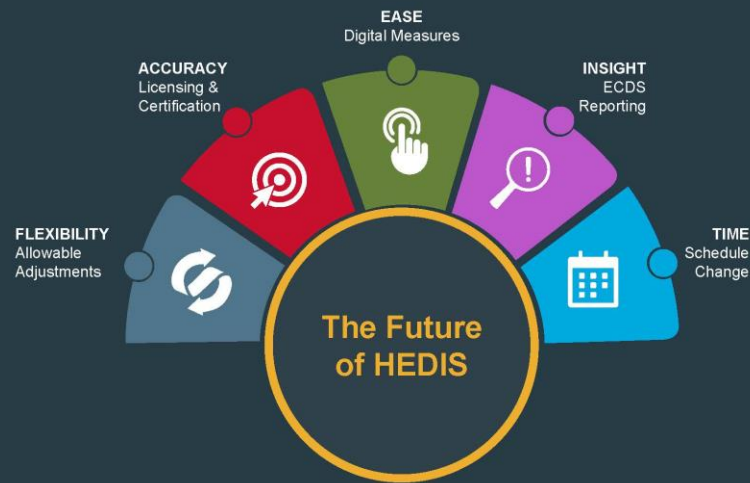 EASE
Digital Measures
ACCURACY
Licensing &
Certification
INSIGHT
ECDS
Reporting
FLEXIBILITY
Allowable
Adjustments
TIME
Schedule
Change
The Future
of HEDIS